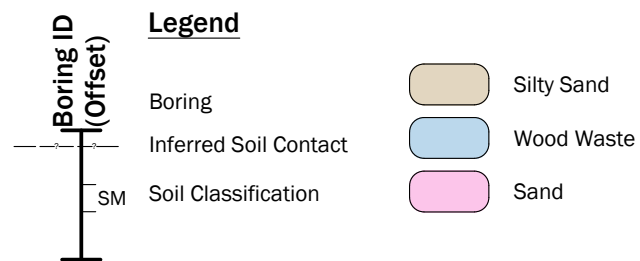 Legend
Boring ID
(Offset)
Boring
? ?
Inferred Soil Contact
SM
Soil Classification
Silty Sand
Wood Waste
Sand